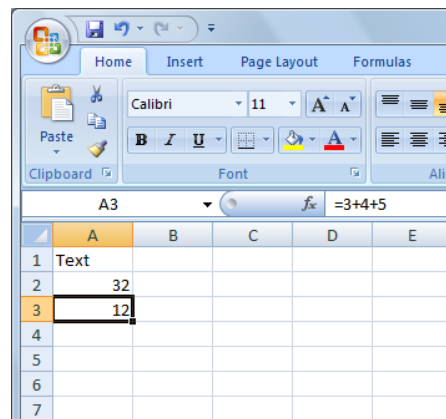 Home Insert Page Layout Formulas
Calibri 11 A A
Paste B I U A
Clipboard Font Ali
A3 fx =3+4+5
A B C D E
1 Text
2 32
3 12
4
5
6
7